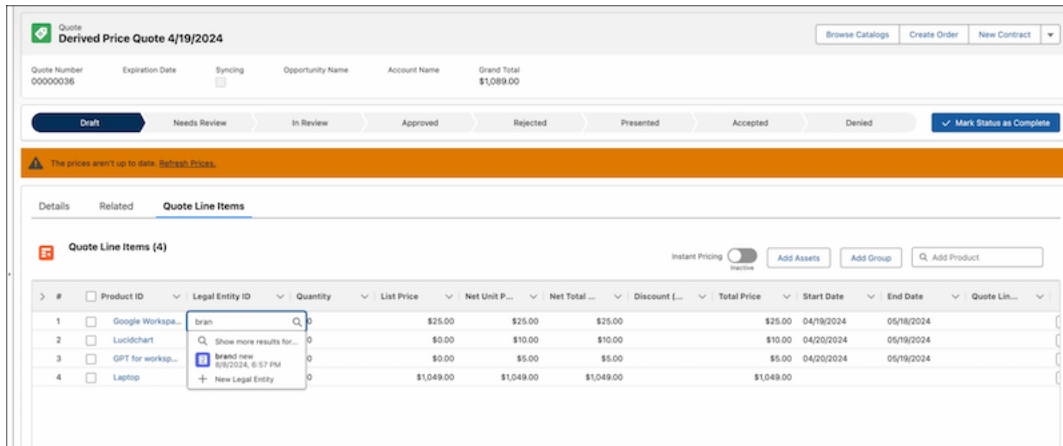 Quote
Derived Price Quote 4/19/2024
Browse Catalogs Create Order New Contract
Quote Number Expiration Date Syncing Opportunity Name Account Name Grand Total
00000036 $1,089.00
Draft Needs Review In Review Approved Rejected Presented Accepted Denied Mark Status as Complete
The prices aren't up to date. Refresh Prices.
Details Related Quote Line Items
Quote Line Items (4)
Instant Pricing Inactive Add Assets Add Group Add Product
# Product ID Legal Entity ID Quantity List Price Net Unit P... Net Total ... Discount (... Total Price Start Date End Date Quote Lin...
1 Google Workspa... bran 0 $25.00 $25.00 $25.00 $25.00 04/19/2024 05/18/2024
2 Lucidchart Show more results for... 0 $0.00 $10.00 $10.00 $10.00 04/20/2024 05/19/2024
3 GPT for worksp... brand new 0 $0.00 $5.00 $5.00 $5.00 04/20/2024 05/19/2024
8/8/2024, 6:57 PM
4 Laptop New Legal Entity 0 $1,049.00 $1,049.00 $1,049.00 $1,049.00